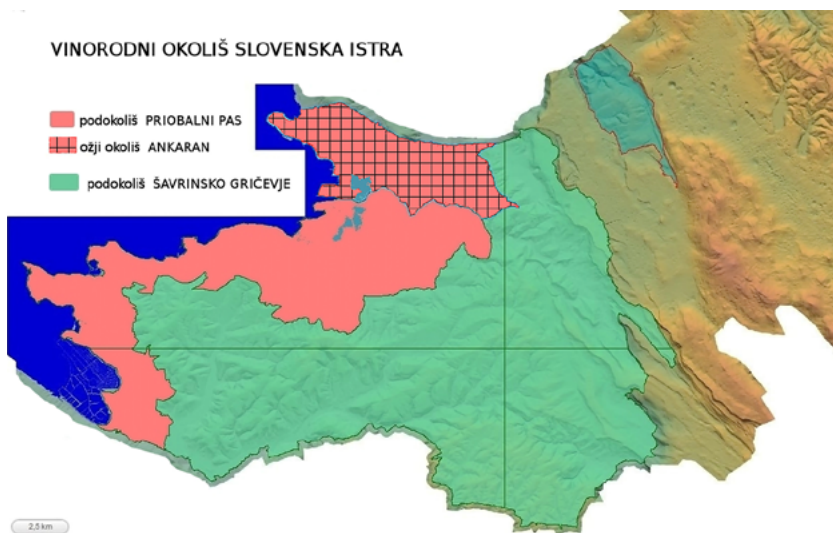 VINORODNI OKOLIŠ SLOVENSKA ISTRA
podokoliš PRIOBALNI PAS
ožji okoliš ANKARAN
podokoliš ŠAVRINSKO GRIČEVJE
2,5 km